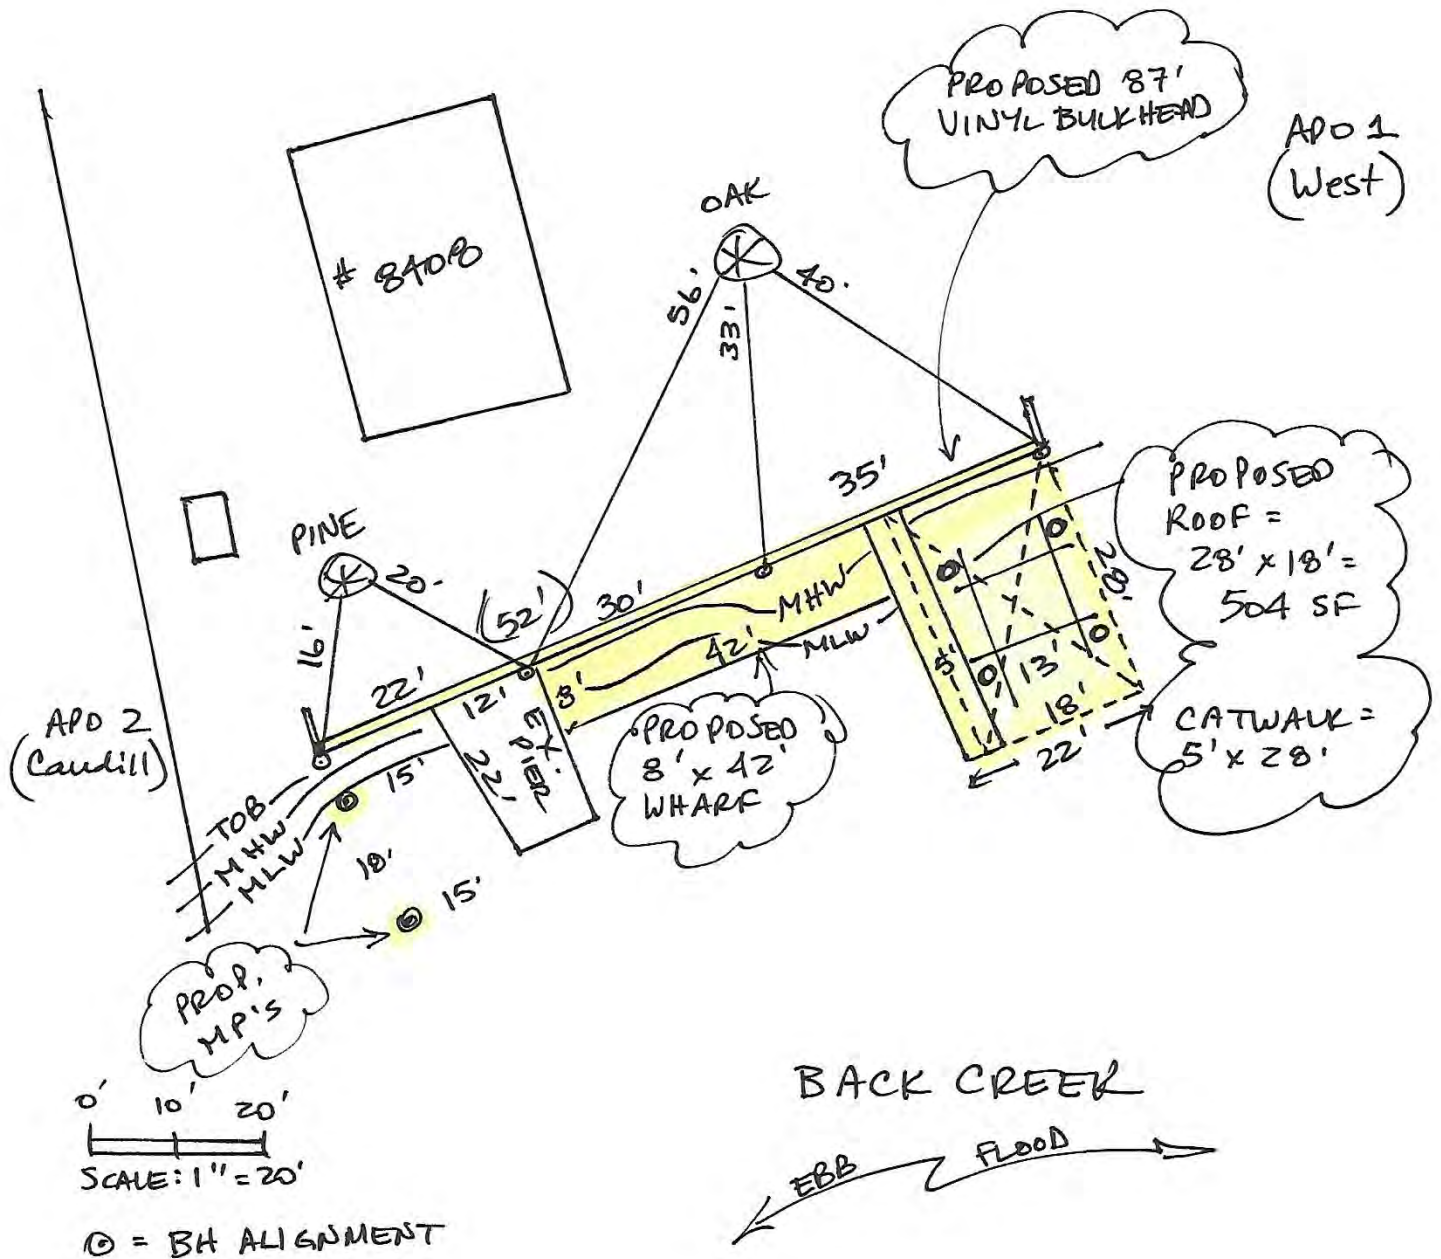 PROPOSED 87'
VINYL BULKHEAD
APO 1
(West)
OAK
# 8408
56'
33'
40'
35'
PROPOSED
ROOF =
28' x 18' =
504 SF
CATWALK =
5' x 28'
PINE
20'
16'
(52')
30'
MHW
MLW
42'
22'
12'
8'
EX.
PIER
22'
5'
13'
18'
28'
22'
PROPOSED
8' x 42'
WHARF
APO 2
(Caudill)
TOB
MHW
MLW
15'
18'
15'
PROP.
MP'S
0' 10' 20'
SCALE: 1" = 20'
= BH ALIGNMENT
BACK CREEK
EBB
FLOOD